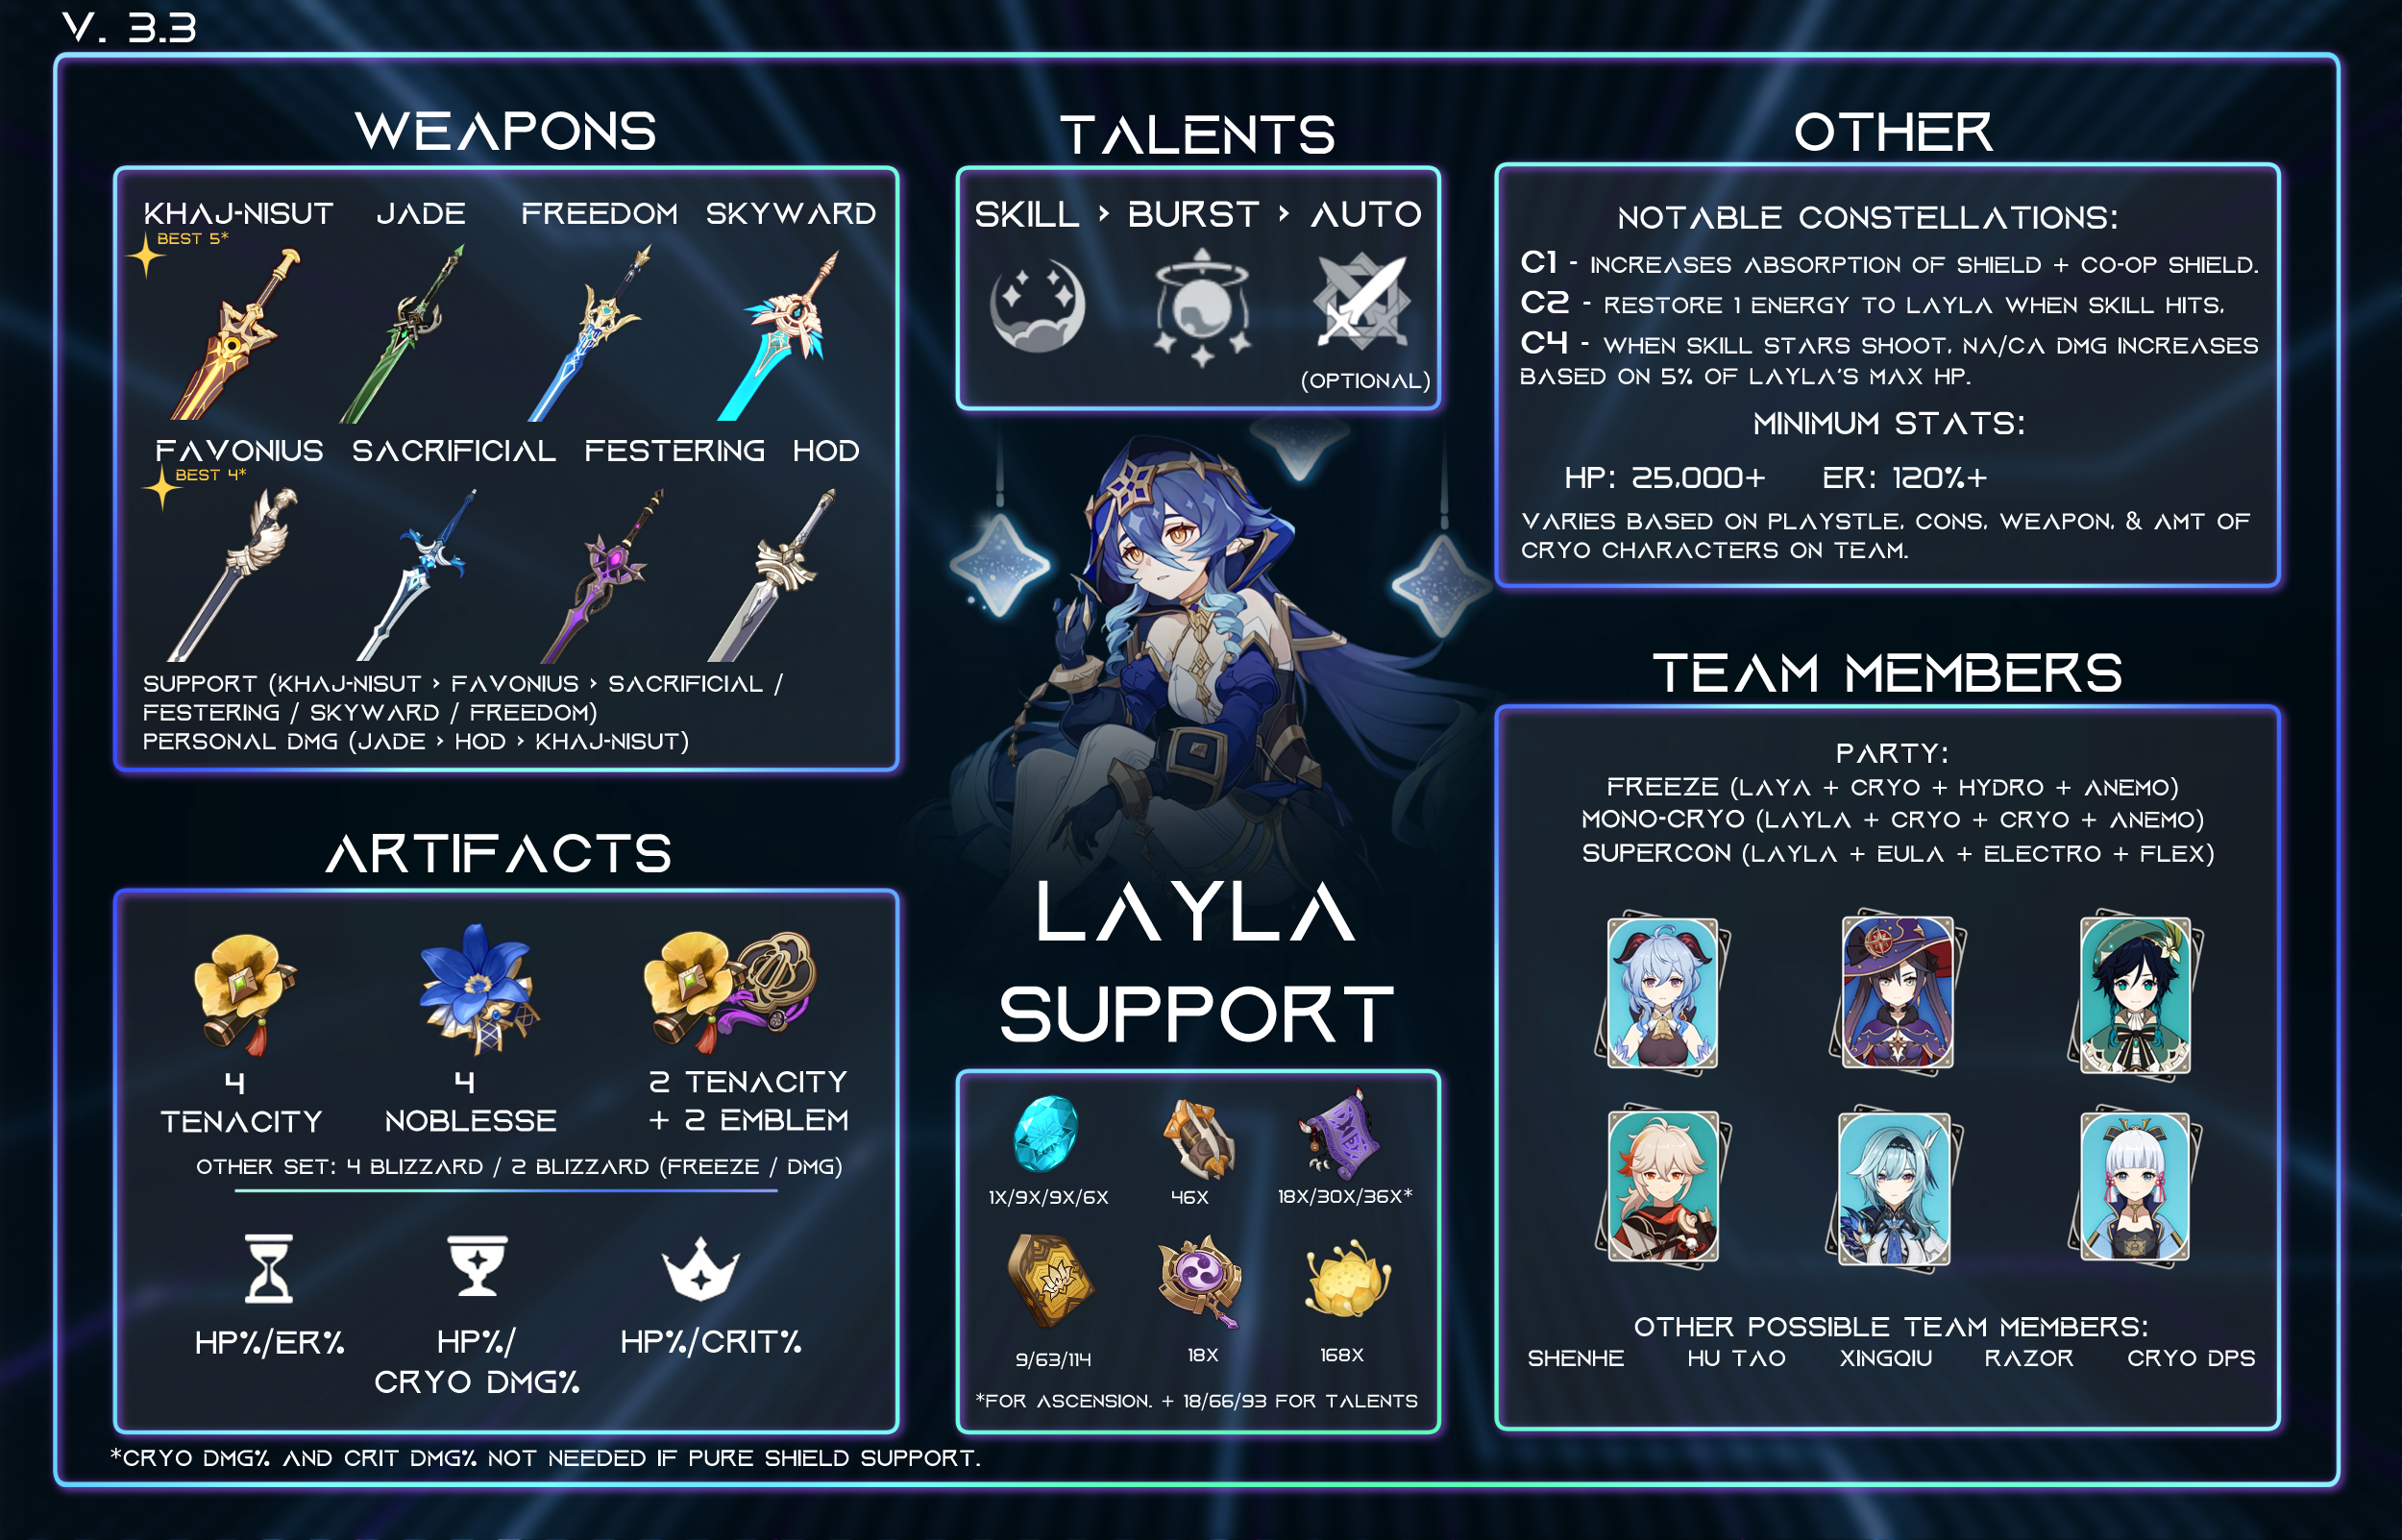 V. 3.3
WEAPONS
KHAJ-NISUT JADE FREEDOM SKYWARD
BEST 5*
FAVONIUS SACRIFICIAL FESTERING HOD
BEST 4*
SUPPORT (KHAJ-NISUT > FAVONIUS > SACRIFICIAL /
FESTERING / SKYWARD / FREEDOM)
PERSONAL DMG (JADE > HOD > KHAJ-NISUT)
ARTIFACTS
4
TENACITY
4
NOBLESSE
2 TENACITY
+ 2 EMBLEM
OTHER SET: 4 BLIZZARD / 2 BLIZZARD (FREEZE / DMG)
HP%/ER%
HP%/
CRYO DMG%
HP%/CRIT%
*CRYO DMG% AND CRIT DMG% NOT NEEDED IF PURE SHIELD SUPPORT.
TALENTS
SKILL > BURST > AUTO
(OPTIONAL)
LAYLA
SUPPORT
1X/9X/9X/6X 46X 18X/30X/36X*
9/63/114 18X 168X
*FOR ASCENSION. + 18/66/93 FOR TALENTS
OTHER
NOTABLE CONSTELLATIONS:
C1 - INCREASES ABSORPTION OF SHIELD + CO-OP SHIELD.
C2 - RESTORE 1 ENERGY TO LAYLA WHEN SKILL HITS.
C4 - WHEN SKILL STARS SHOOT, NA/CA DMG INCREASES
BASED ON 5% OF LAYLA'S MAX HP.
MINIMUM STATS:
HP: 25,000+ ER: 120%+
VARIES BASED ON PLAYSTLE, CONS, WEAPON, & AMT OF
CRYO CHARACTERS ON TEAM.
TEAM MEMBERS
PARTY:
FREEZE (LAYA + CRYO + HYDRO + ANEMO)
MONO-CRYO (LAYLA + CRYO + CRYO + ANEMO)
SUPERCON (LAYLA + EULA + ELECTRO + FLEX)
OTHER POSSIBLE TEAM MEMBERS:
SHENHE HU TAO XINGQIU RAZOR CRYO DPS